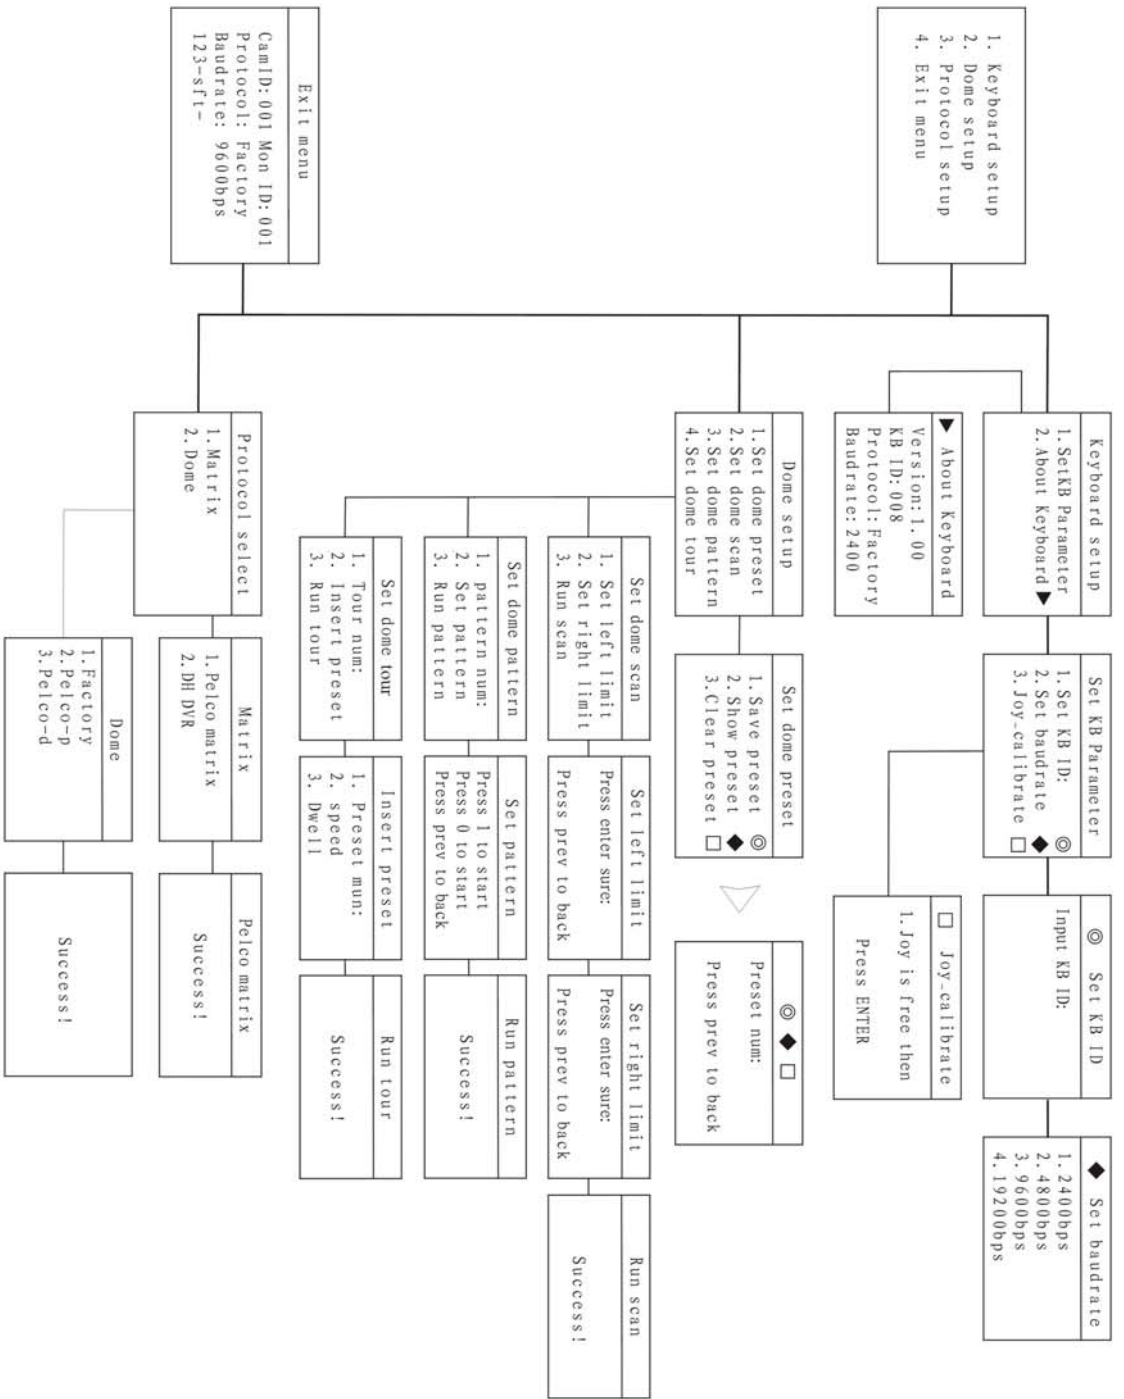 1. Keyboard setup
2. Dome setup
3. Protocol setup
4. Exit menu
Exit menu
CamID:001 Mon ID:001
Protocol: Factory
Baudrate: 9600bps
123-sft-
Keyboard setup
1. SetKB Parameter
2. About Keyboard ▼
▼ About Keyboard
Version:1.00
KB ID:008
Protocol:Factory
Baudrate:2400
Set KB Parameter
1. Set KB ID: ◎
2. Set baudrate ◆
3. Joy-calibrate □
◎ Set KB ID
Input KB ID:
◆ Set baudrate
1. 2400bps
2. 4800bps
3. 9600bps
4. 19200bps
□ Joy-calibrate
1. Joy is free then
Press ENTER
Dome setup
1.Set dome preset
2.Set dome scan
3.Set dome pattern
4.Set dome tour
Set dome preset
1.Save preset ◎
2.Show preset ◆
3.Clear preset □
◎ ◆ □
Preset num:
Press prev to back
Set dome scan
1. Set left limit
2. Set right limit
3. Run scan
Set left limit
Press enter sure:
Press prev to back
Set right limit
Press enter sure:
Press prev to back
Run scan
Success!
Set dome pattern
1. pattern num:
2. Set pattern
3. Run pattern
Set pattern
Press 1 to start
Press 0 to start
Press prev to back
Run pattern
Success!
Set dome tour
1. Tour num:
2. Insert preset
3. Run tour
Insert preset
1. Preset mun:
2. speed
3. Dwell
Run tour
Success!
Protocol select
1.Matrix
2.Dome
Matrix
1. Pelco matrix
2. DH DVR
Pelco matrix
Success!
Dome
1.Factory
2.Pelco-p
3.Pelco-d
Success!